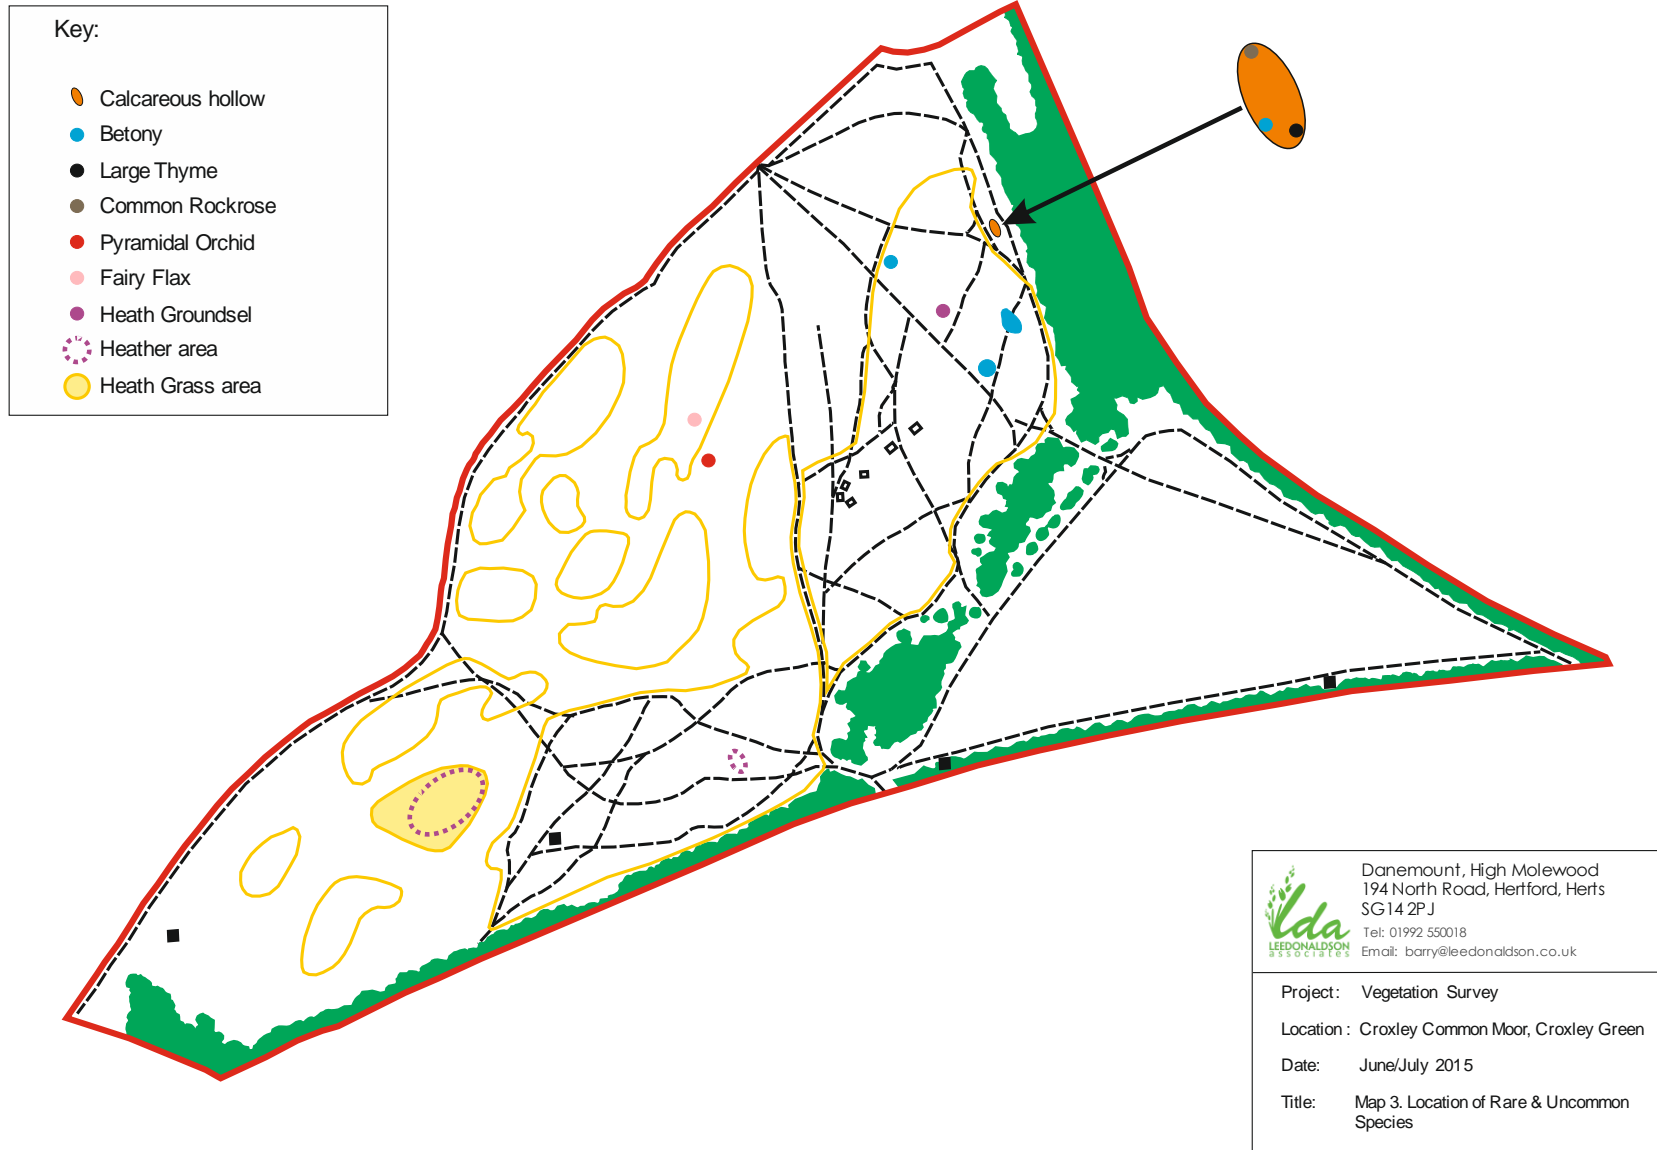 Key:
Calcareous hollow
Betony
Large Thyme
Common Rockrose
Pyramidal Orchid
Fairy Flax
Heath Groundsel
Heather area
Heath Grass area
Danemount, High Molewood
194 North Road, Hertford, Herts
SG14 2PJ
Tel: 01992 550018
Email: barry@leedonaldson.co.uk
lda
LEEDONALDSON
associates
Project: Vegetation Survey
Location : Croxley Common Moor, Croxley Green
Date: June/July 2015
Title: Map 3. Location of Rare & Uncommon
Species